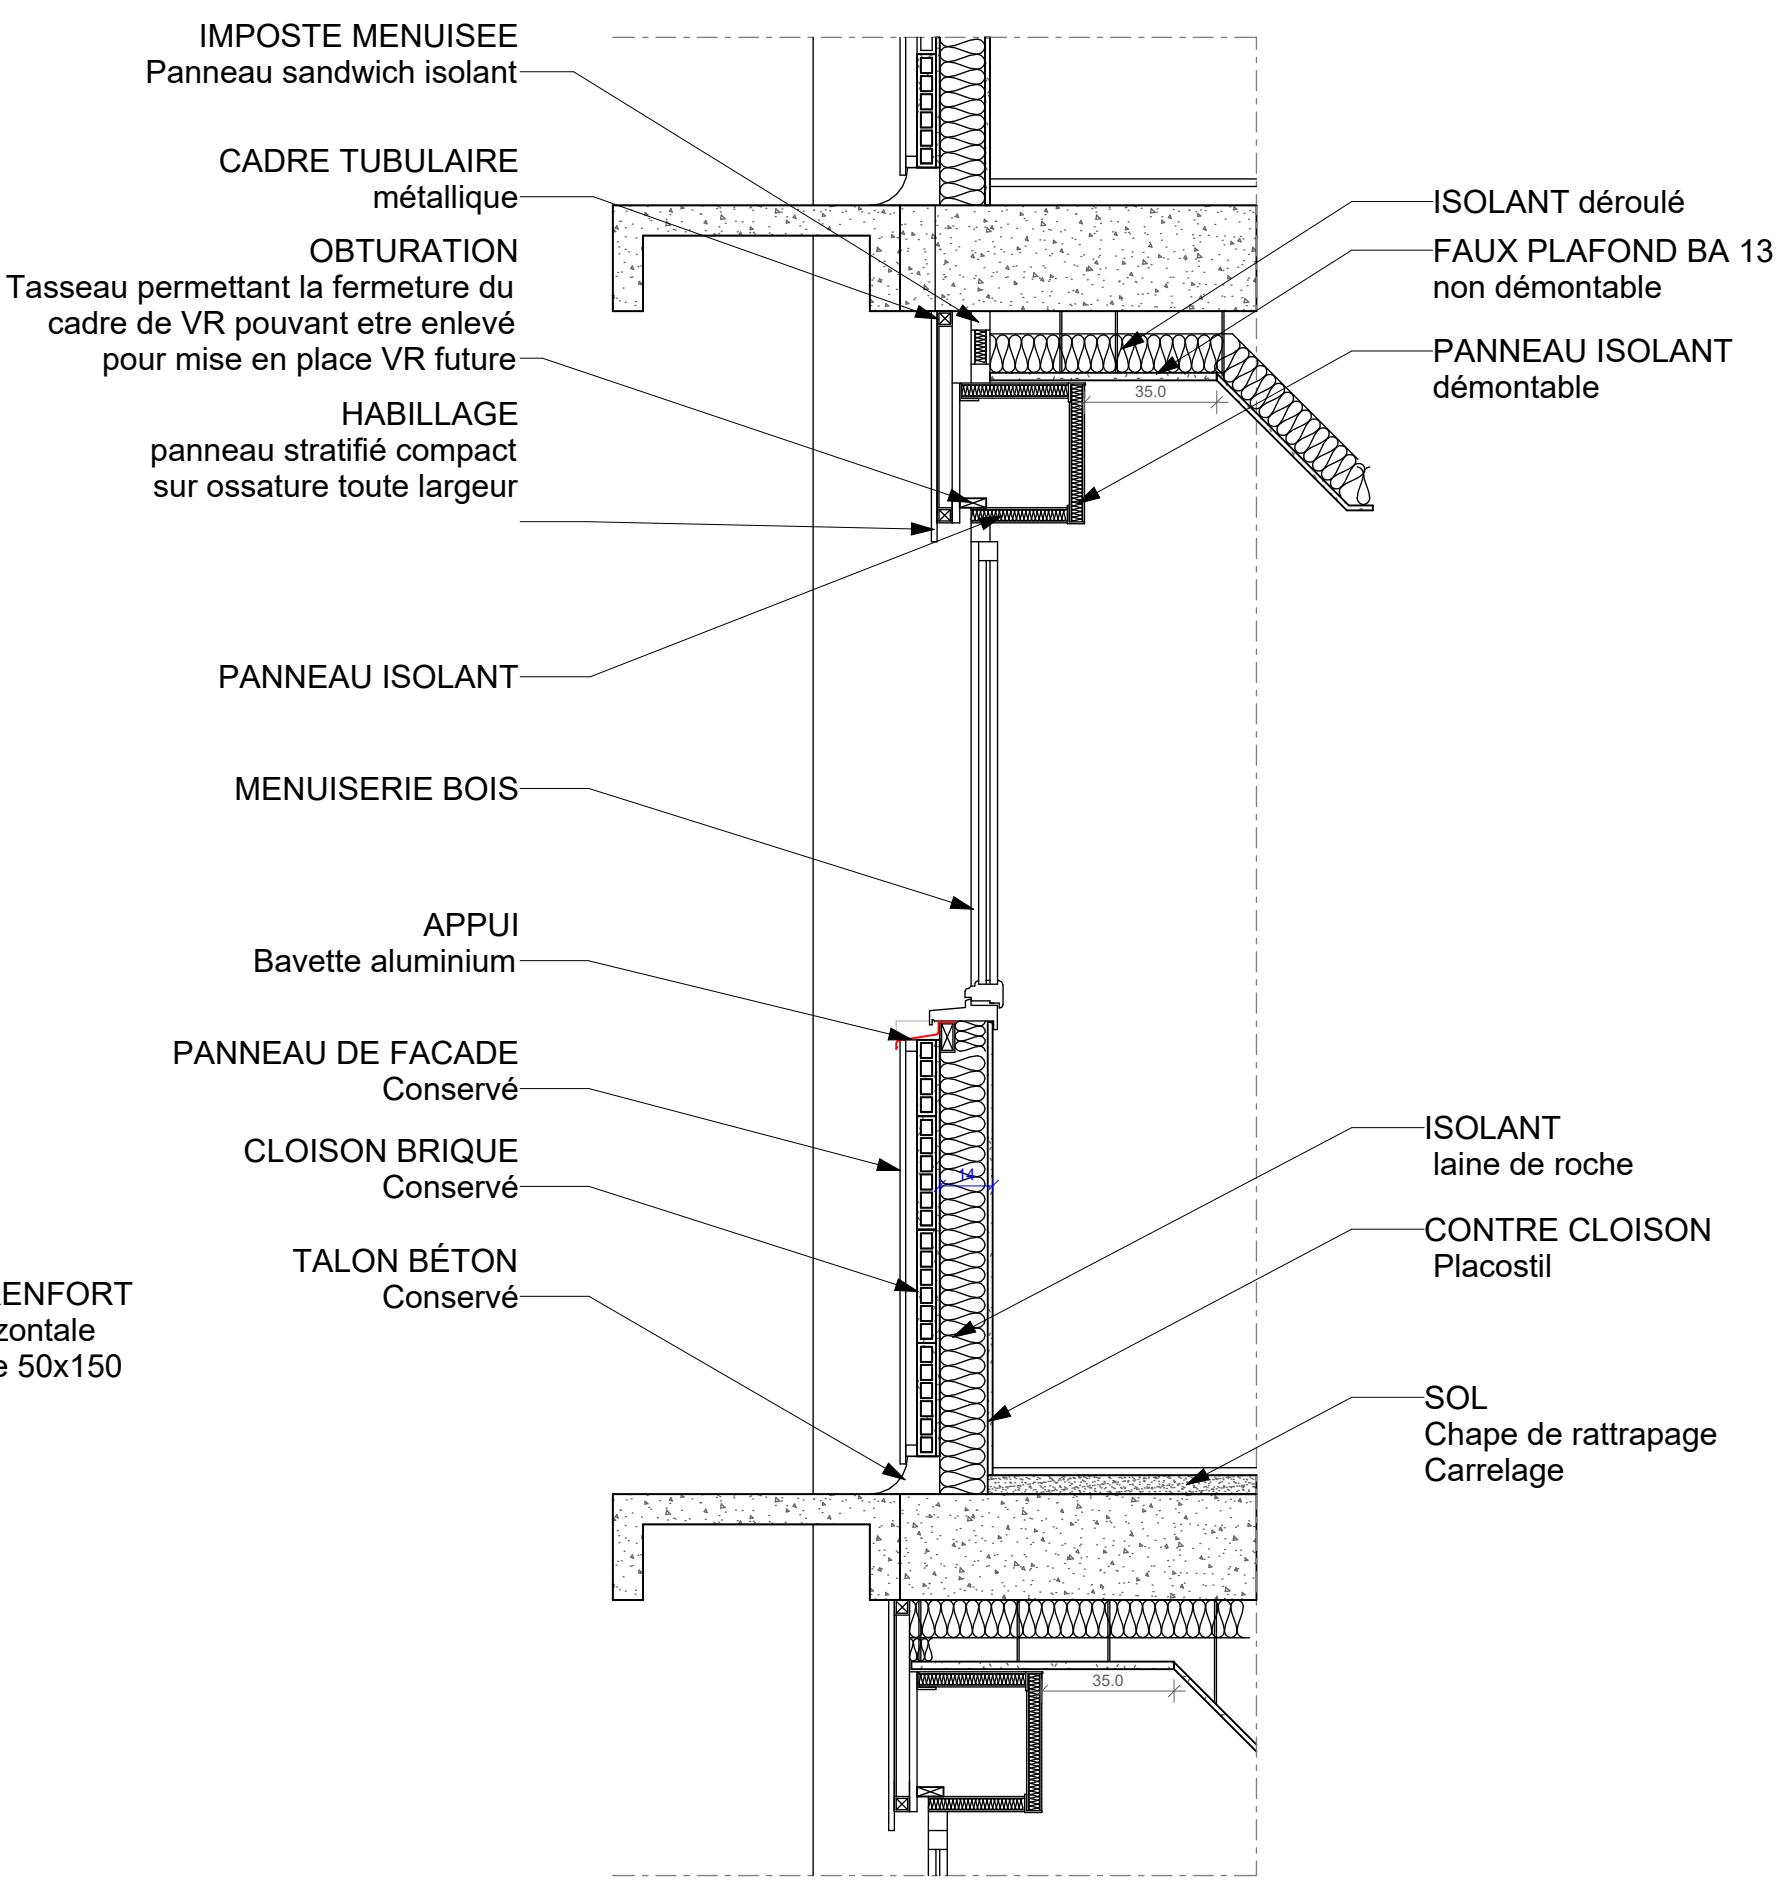 IMPOSTE MENUISEE
Panneau sandwich isolant
CADRE TUBULAIRE
métallique
OBTURATION
Tasseau permettant la fermeture du
cadre de VR pouvant etre enlevé
pour mise en place VR future
HABILLAGE
panneau stratifié compact
sur ossature toute largeur
PANNEAU ISOLANT
MENUISERIE BOIS
APPUI
Bavette aluminium
PANNEAU DE FACADE
Conservé
CLOISON BRIQUE
Conservé
TALON BÉTON
Conservé
ENFORT
zontale
e 50x150
ISOLANT déroulé
FAUX PLAFOND BA 13
non démontable
PANNEAU ISOLANT
démontable
35.0
14
ISOLANT
laine de roche
CONTRE CLOISON
Placostil
SOL
Chape de rattrapage
Carrelage
35.0